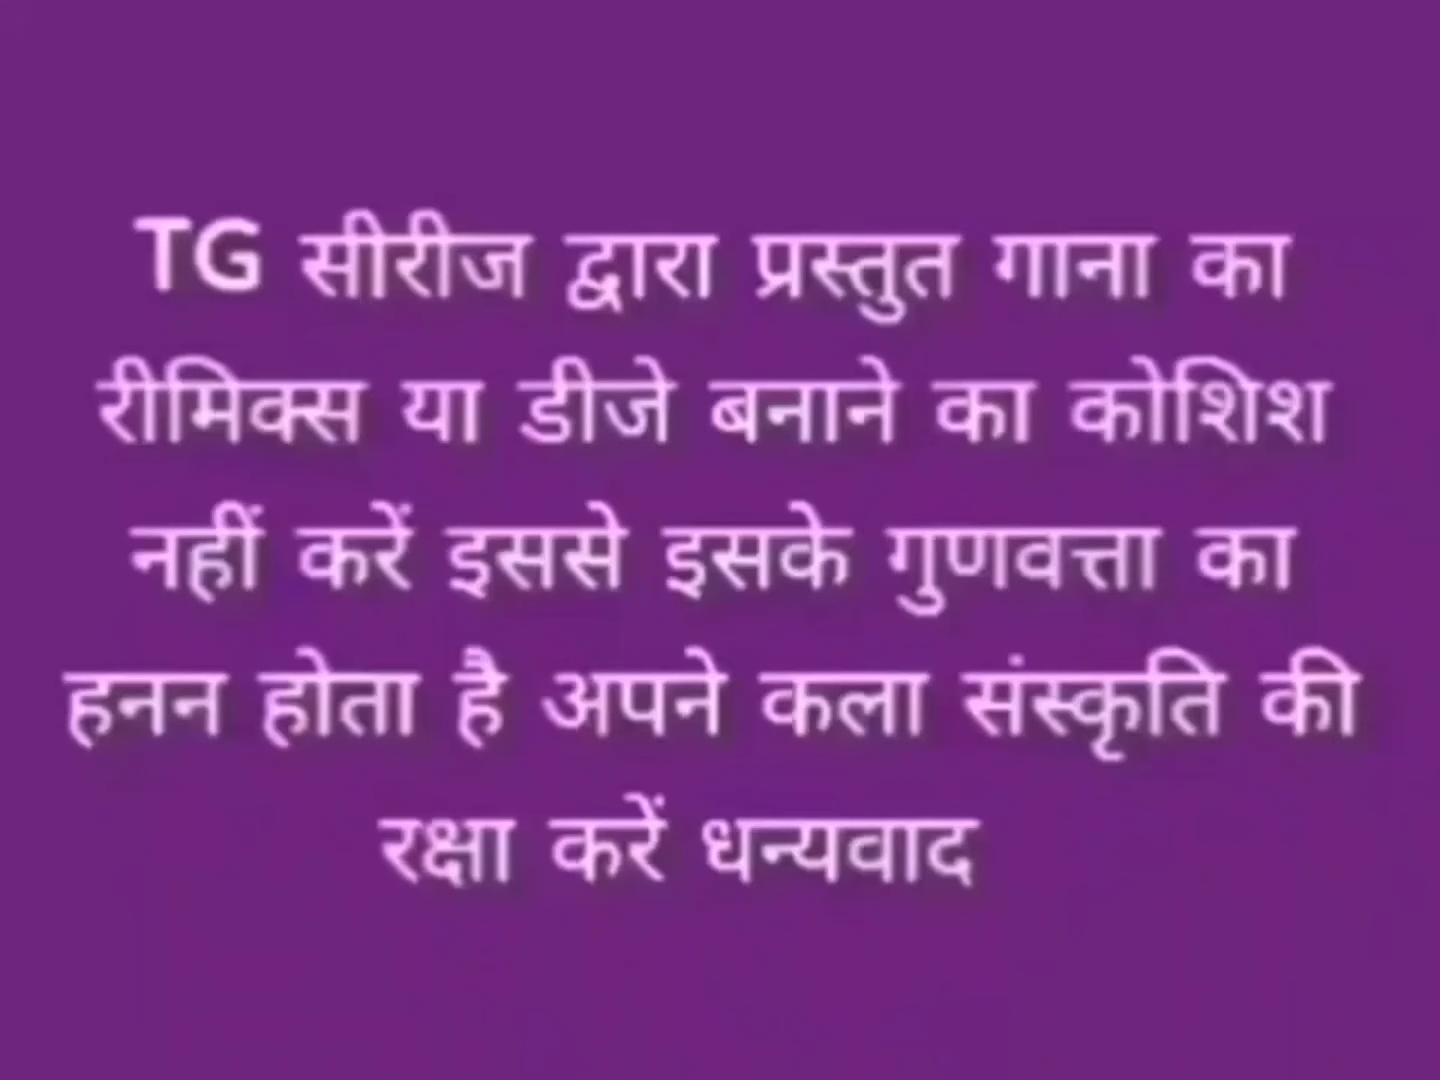 TG सीरीज द्वारा प्रस्तुत गाना का
रीमिक्स या डीजे बनाने का कोशिश
नहीं करें इससे इसके गुणवत्ता का
हनन होता है अपने कला संस्कृति की
रक्षा करें धन्यवाद